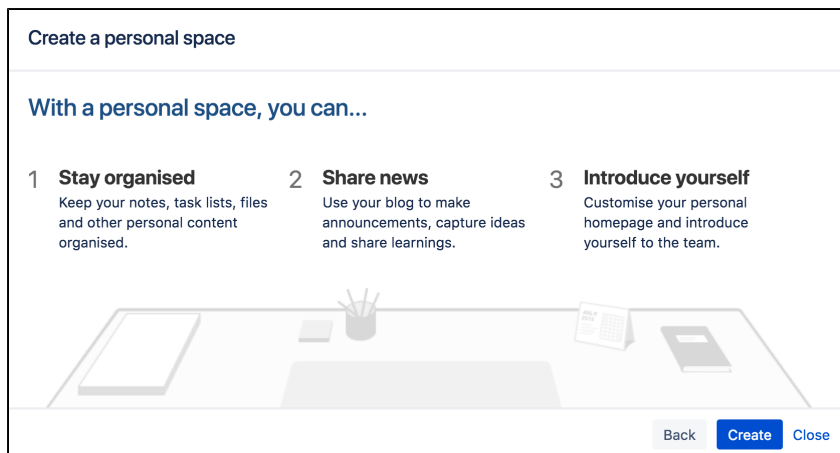 Create a personal space
With a personal space, you can...
1 Stay organised
Keep your notes, task lists, files
and other personal content
organised.
2 Share news
Use your blog to make
announcements, capture ideas
and share learnings.
3 Introduce yourself
Customise your personal
homepage and introduce
yourself to the team.
Back Create Close